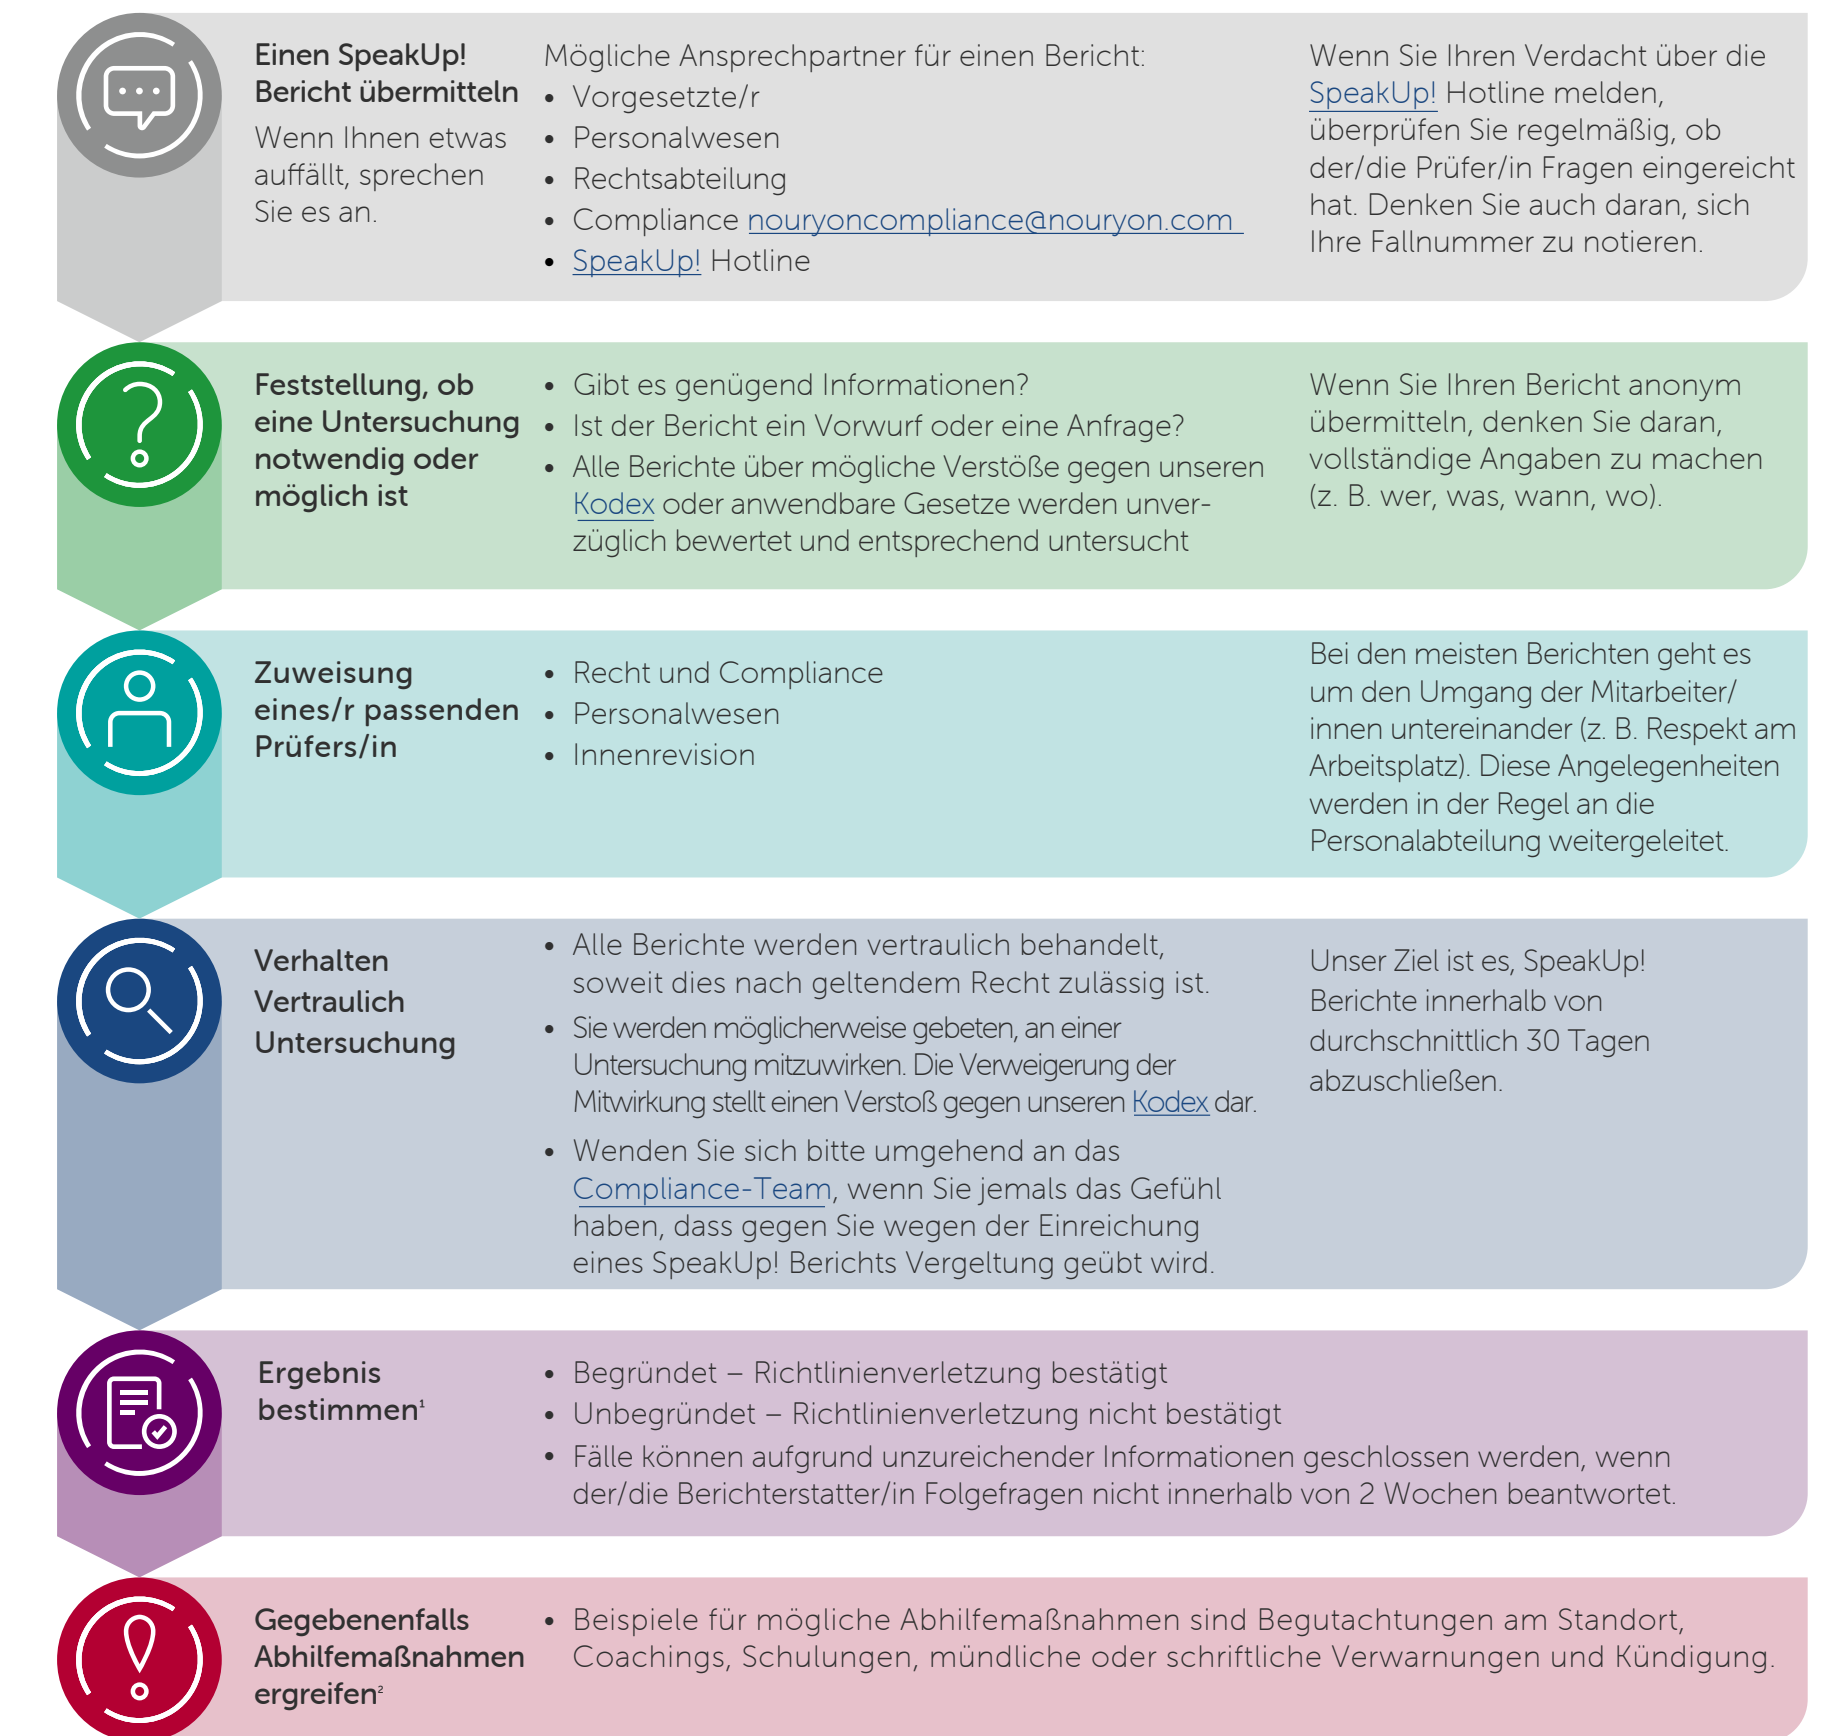 Einen SpeakUp!
Bericht übermitteln
Wenn Ihnen etwas
auffällt, sprechen
Sie es an.
Mögliche Ansprechpartner für einen Bericht:
• Vorgesetzte/r
• Personalwesen
• Rechtsabteilung
• Compliance nouryoncompliance@nouryon.com
• SpeakUp! Hotline
Wenn Sie Ihren Verdacht über die
SpeakUp! Hotline melden,
überprüfen Sie regelmäßig, ob
der/die Prüfer/in Fragen eingereicht
hat. Denken Sie auch daran, sich
Ihre Fallnummer zu notieren.
Feststellung, ob
eine Untersuchung
notwendig oder
möglich ist
• Gibt es genügend Informationen?
• Ist der Bericht ein Vorwurf oder eine Anfrage?
• Alle Berichte über mögliche Verstöße gegen unseren
Kodex oder anwendbare Gesetze werden unver-
züglich bewertet und entsprechend untersucht
Wenn Sie Ihren Bericht anonym
übermitteln, denken Sie daran,
vollständige Angaben zu machen
(z. B. wer, was, wann, wo).
Zuweisung
eines/r passenden
Prüfers/in
• Recht und Compliance
• Personalwesen
• Innenrevision
Bei den meisten Berichten geht es
um den Umgang der Mitarbeiter/
innen untereinander (z. B. Respekt am
Arbeitsplatz). Diese Angelegenheiten
werden in der Regel an die
Personalabteilung weitergeleitet.
Verhalten
Vertraulich
Untersuchung
• Alle Berichte werden vertraulich behandelt,
soweit dies nach geltendem Recht zulässig ist.
• Sie werden möglicherweise gebeten, an einer
Untersuchung mitzuwirken. Die Verweigerung der
Mitwirkung stellt einen Verstoß gegen unseren Kodex dar.
• Wenden Sie sich bitte umgehend an das
Compliance-Team, wenn Sie jemals das Gefühl
haben, dass gegen Sie wegen der Einreichung
eines SpeakUp! Berichts Vergeltung geübt wird.
Unser Ziel ist es, SpeakUp!
Berichte innerhalb von
durchschnittlich 30 Tagen
abzuschließen.
Ergebnis
bestimmen¹
• Begründet – Richtlinienverletzung bestätigt
• Unbegründet – Richtlinienverletzung nicht bestätigt
• Fälle können aufgrund unzureichender Informationen geschlossen werden, wenn
der/die Berichterstatter/in Folgefragen nicht innerhalb von 2 Wochen beantwortet.
Gegebenenfalls
Abhilfemaßnahmen
ergreifen²
• Beispiele für mögliche Abhilfemaßnahmen sind Begutachtungen am Standort,
Coachings, Schulungen, mündliche oder schriftliche Verwarnungen und Kündigung.